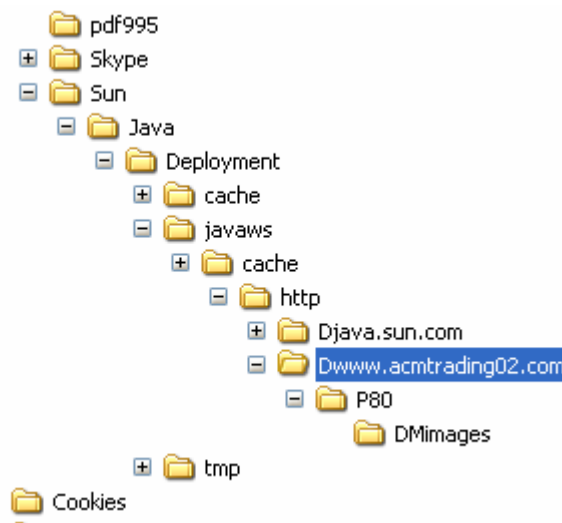 pdf995
Skype
Sun
Java
Deployment
cache
javaws
cache
http
Djava.sun.com
Dwww.acmtrading02.com
P80
DMimages
tmp
Cookies